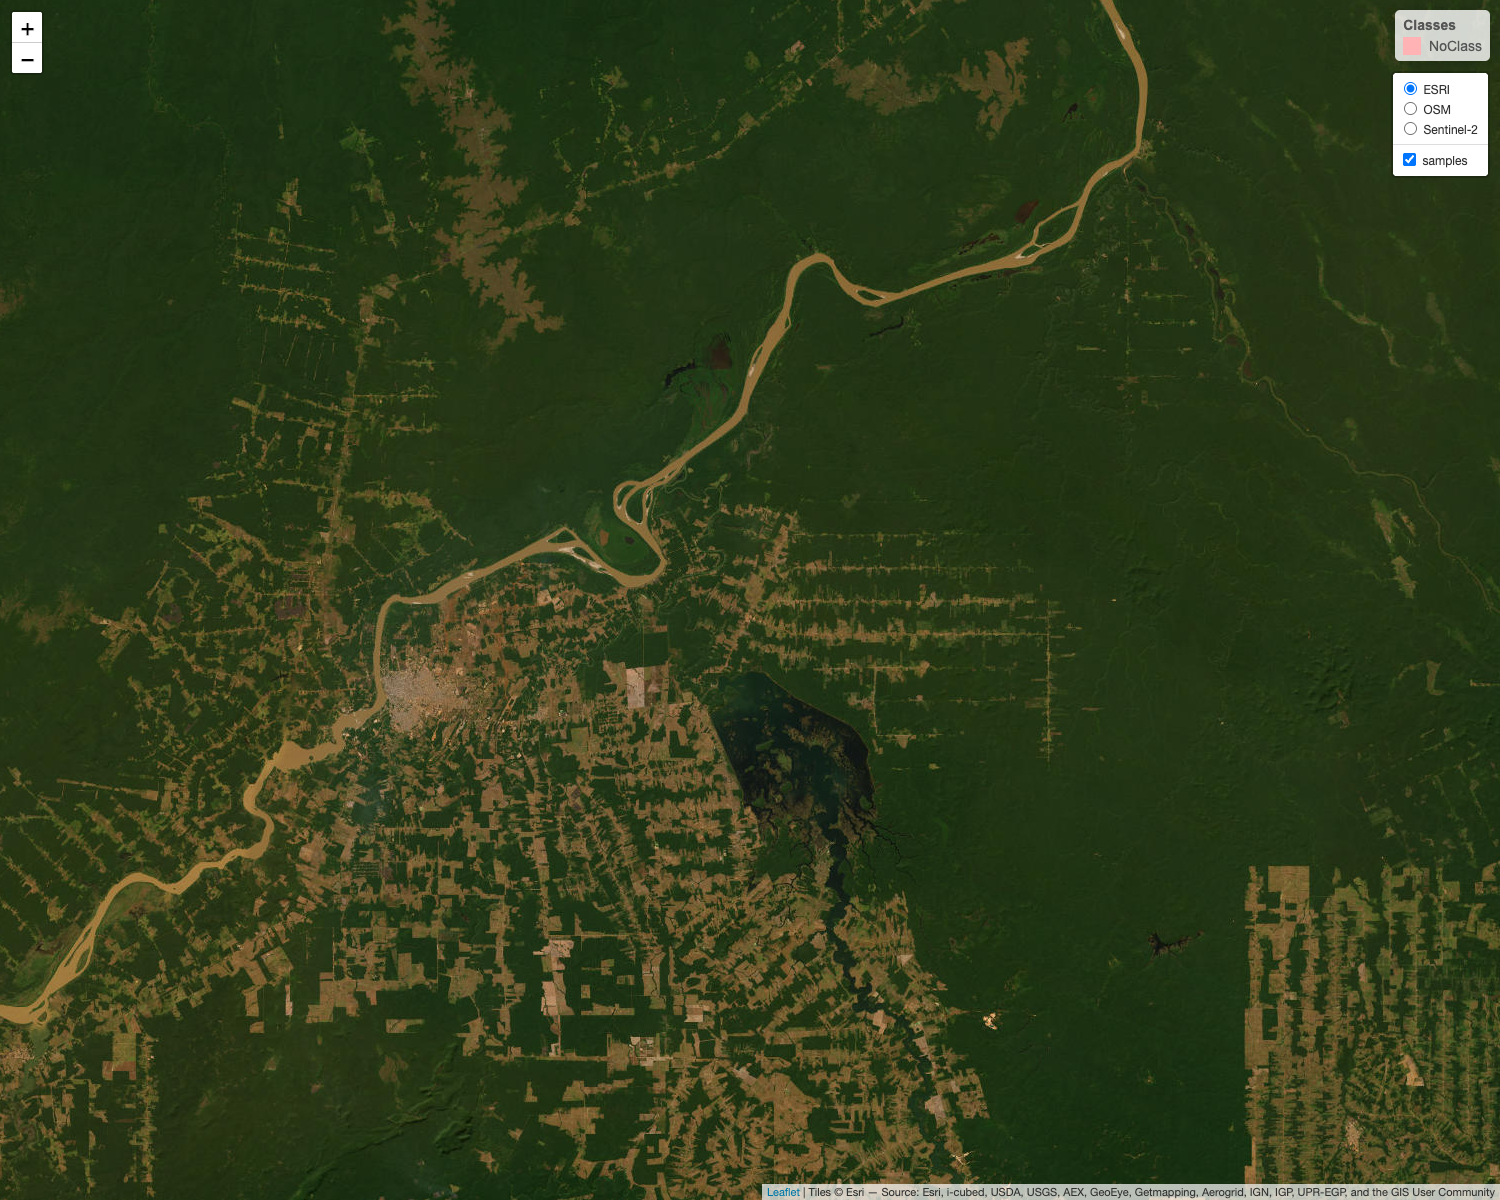 +
−
Classes
NoClass
ESRI
OSM
Sentinel-2
samples
Leaflet | Tiles © Esri — Source: Esri, i-cubed, USDA, USGS, AEX, GeoEye, Getmapping, Aerogrid, IGN, IGP, UPR-EGP, and the GIS User Community